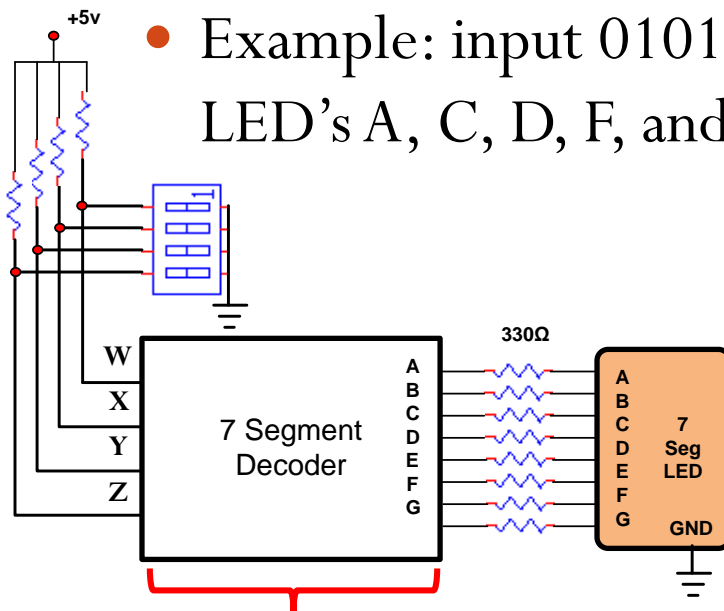 +5v
• Example: input 0101
LED’s A, C, D, F, and
1
330Ω
W
X
Y
Z
7 Segment
Decoder
A
B
C
D
E
F
G
A
B
C
D
E
F
G
7
Seg
LED
GND